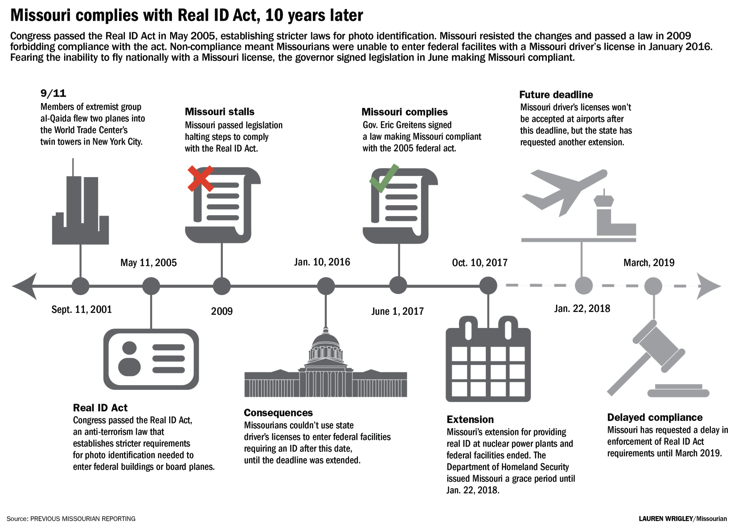 Missouri complies with Real ID Act, 10 years later
Congress passed the Real ID Act in May 2005, establishing stricter laws for photo identification. Missouri resisted the changes and passed a law in 2009
forbidding compliance with the act. Non-compliance meant Missourians were unable to enter federal facilites with a Missouri driver's license in January 2016.
Fearing the inability to fly nationally with a Missouri license, the governor signed legislation in June making Missouri compliant.
9/11
Members of extremist group
al-Qaida flew two planes into
the World Trade Center's
twin towers in New York City.
Missouri stalls
Missouri passed legislation
halting steps to comply
with the Real ID Act.
Missouri complies
Gov. Eric Greitens signed
a law making Missouri compliant
with the 2005 federal act.
Future deadline
Missouri driver's licenses won't
be accepted at airports after
this deadline, but the state has
requested another extension.
May 11, 2005
Jan. 10, 2016
Oct. 10, 2017
March, 2019
Sept. 11, 2001
2009
June 1, 2017
Jan. 22, 2018
Real ID Act
Congress passed the Real ID Act,
an anti-terrorism law that
establishes stricter requirements
for photo identification needed to
enter federal buildings or board planes.
Consequences
Missourians couldn't use state
driver's licenses to enter federal facilities
requiring an ID after this date,
until the deadline was extended.
Extension
Missouri's extension for providing
real ID at nuclear power plants and
federal facilities ended. The
Department of Homeland Security
issued Missouri a grace period until
Jan. 22, 2018.
Delayed compliance
Missouri has requested a delay in
enforcement of Real ID Act
requirements until March 2019.
Source: PREVIOUS MISSOURIAN REPORTING
LAUREN WRIGLEY/Missourian